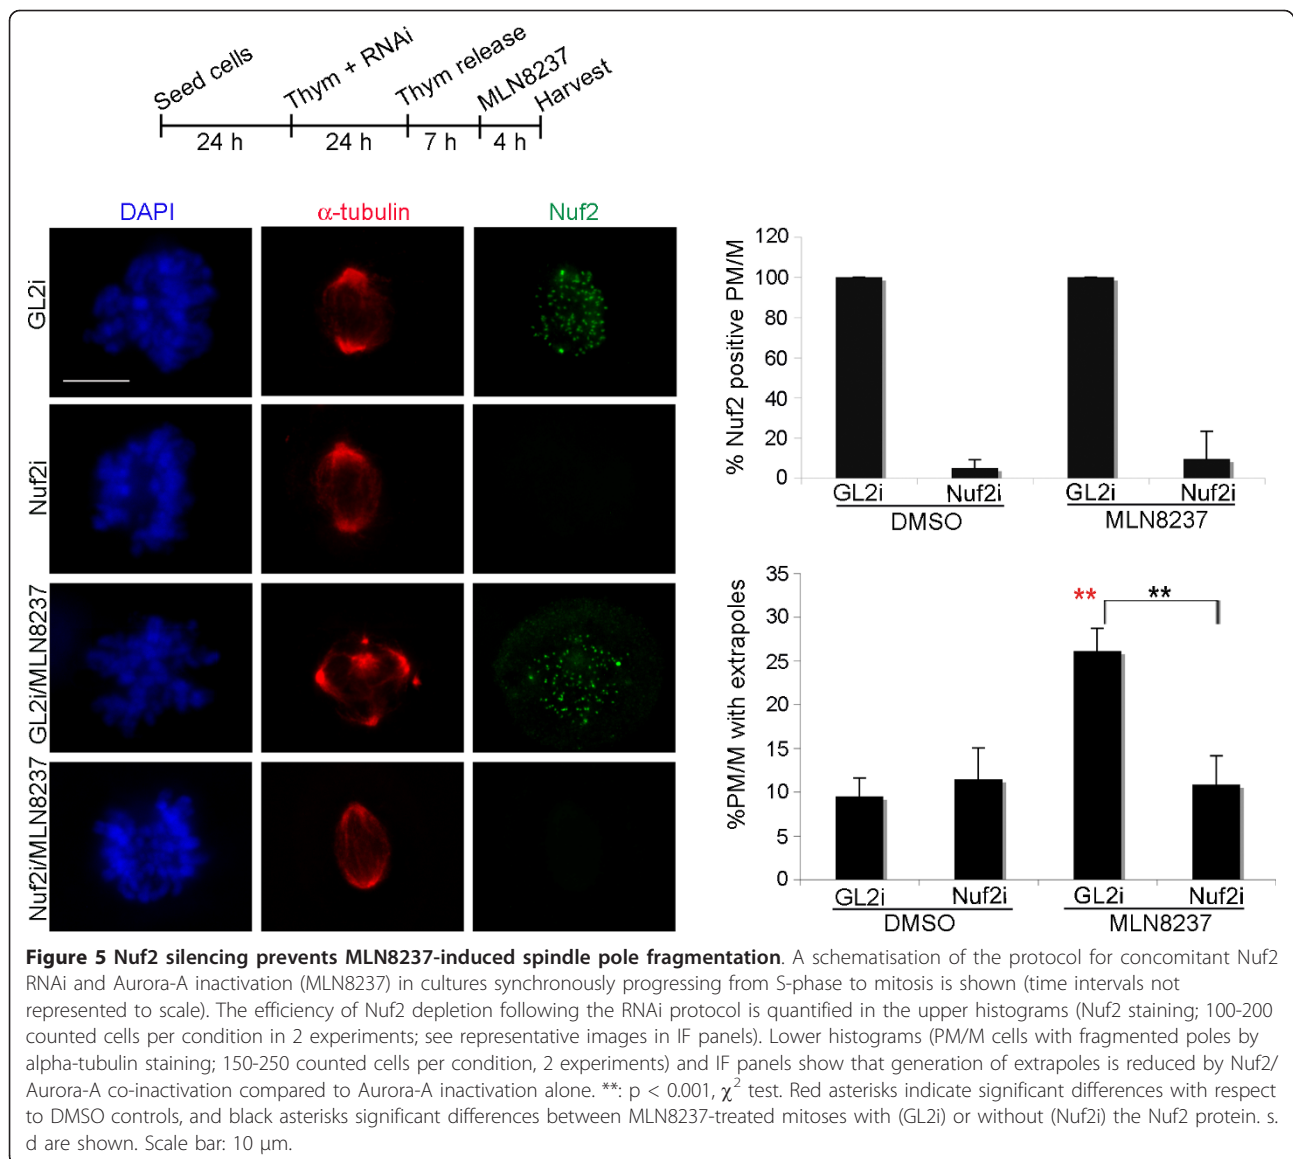 Seed cells
Thym + RNAi
Thym release
MLN8237
Harvest
24 h
24 h
7 h
4 h
DAPI
α-tubulin
Nuf2
GL2i
Nuf2i
GL2i/MLN8237
Nuf2i/MLN8237
% Nuf2 positive PM/M
120
100
80
60
40
20
0
GL2i
Nuf2i
GL2i
Nuf2i
DMSO
MLN8237
%PM/M with extrapoles
35
30
25
20
15
10
5
0
**
**
GL2i
Nuf2i
GL2i
Nuf2i
DMSO
MLN8237
Figure 5 Nuf2 silencing prevents MLN8237-induced spindle pole fragmentation. A schematisation of the protocol for concomitant Nuf2
RNAi and Aurora-A inactivation (MLN8237) in cultures synchronously progressing from S-phase to mitosis is shown (time intervals not
represented to scale). The efficiency of Nuf2 depletion following the RNAi protocol is quantified in the upper histograms (Nuf2 staining; 100-200
counted cells per condition in 2 experiments; see representative images in IF panels). Lower histograms (PM/M cells with fragmented poles by
alpha-tubulin staining; 150-250 counted cells per condition, 2 experiments) and IF panels show that generation of extrapoles is reduced by Nuf2/
Aurora-A co-inactivation compared to Aurora-A inactivation alone. **: p < 0.001, χ² test. Red asterisks indicate significant differences with respect
to DMSO controls, and black asterisks significant differences between MLN8237-treated mitoses with (GL2i) or without (Nuf2i) the Nuf2 protein. s.
d are shown. Scale bar: 10 μm.